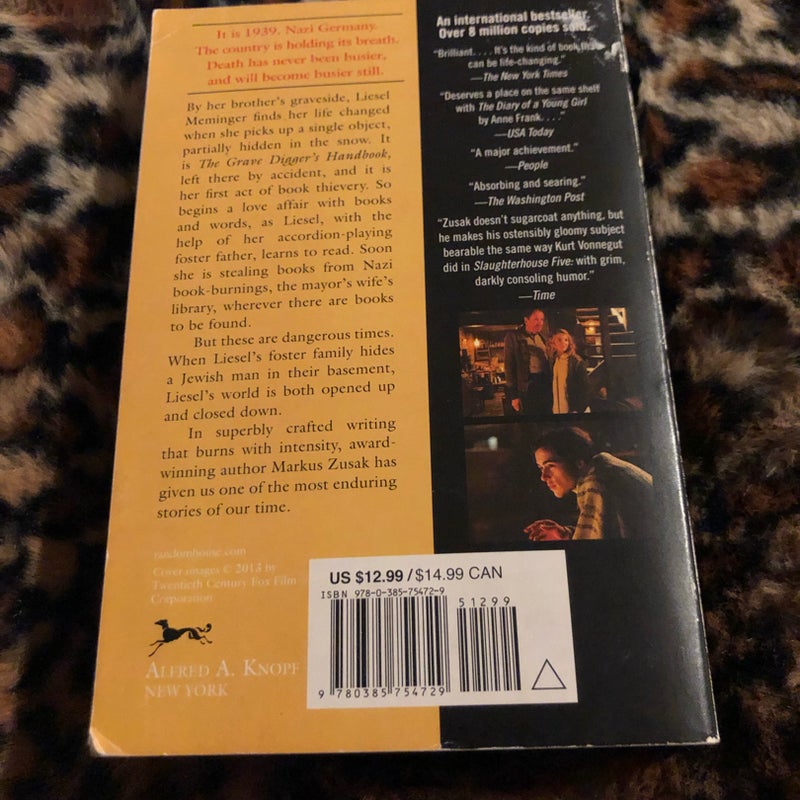 It is 1939. Nazi Germany.
The country is holding its breath.
Death has never been busier,
and will become busier still.
By her brother's graveside, Liesel
Meminger finds her life changed
when she picks up a single object,
partially hidden in the snow. It
is The Grave Digger's Handbook,
left there by accident, and it is
her first act of book thievery. So
begins a love affair with books
and words, as Liesel, with the
help of her accordion-playing
foster father, learns to read. Soon
she is stealing books from Nazi
book-burnings, the mayor's wife's
library, wherever there are books
to be found.
But these are dangerous times.
When Liesel's foster family hides
a Jewish man in their basement,
Liesel's world is both opened up
and closed down.
In superbly crafted writing
that burns with intensity, award-
winning author Markus Zusak has
given us one of the most enduring
stories of our time.
randomhouse.com
Cover images © 2013 by
Twentieth Century Fox Film
Corporation
ALFRED A. KNOPF
NEW YORK
An international bestseller.
Over 8 million copies sold.
"Brilliant. . . . It's the kind of book that
can be life-changing."
—The New York Times
"Deserves a place on the same shelf
with The Diary of a Young Girl
by Anne Frank. . . ."
—USA Today
"A major achievement."
—People
"Absorbing and searing."
—The Washington Post
"Zusak doesn't sugarcoat anything, but
he makes his ostensibly gloomy subject
bearable the same way Kurt Vonnegut
did in Slaughterhouse Five: with grim,
darkly consoling humor."
—Time
US $12.99 / $14.99 CAN
ISBN 978-0-385-75472-9
51299
9 780385 754729